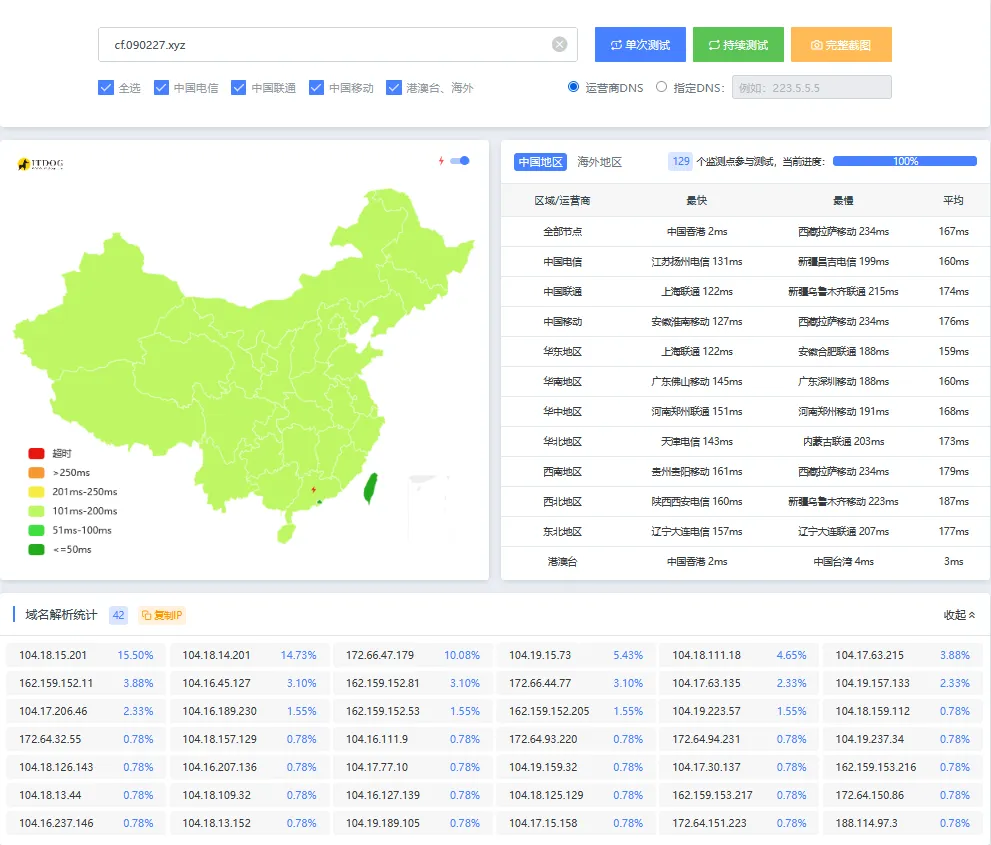 cf.090227.xyz
单次测试 持续测试 完整截图
全选 中国电信 中国联通 中国移动 港澳台、海外 运营商DNS 指定DNS: 例如: 223.5.5.5
ITDOG
超时
>250ms
201ms-250ms
101ms-200ms
51ms-100ms
<=50ms
中国地区 海外地区 129 个监测点参与测试，当前进度: 100%
区域/运营商 最快 最慢 平均
全部节点 中国香港 2ms 西藏拉萨移动 234ms 167ms
中国电信 江苏扬州电信 131ms 新疆昌吉电信 199ms 160ms
中国联通 上海联通 122ms 新疆乌鲁木齐联通 215ms 174ms
中国移动 安徽淮南移动 127ms 西藏拉萨移动 234ms 176ms
华东地区 上海联通 122ms 安徽合肥联通 188ms 159ms
华南地区 广东佛山移动 145ms 广东深圳移动 188ms 160ms
华中地区 河南郑州联通 151ms 河南郑州移动 191ms 168ms
华北地区 天津电信 143ms 内蒙古联通 203ms 173ms
西南地区 贵州贵阳移动 161ms 西藏拉萨移动 234ms 179ms
西北地区 陕西西安电信 160ms 新疆乌鲁木齐移动 223ms 187ms
东北地区 辽宁大连电信 157ms 辽宁大连联通 207ms 177ms
港澳台 中国香港 2ms 中国台湾 4ms 3ms
域名解析统计 42 复制IP 收起
104.18.15.201 15.50% 104.18.14.201 14.73% 172.66.47.179 10.08% 104.19.15.73 5.43% 104.18.111.18 4.65% 104.17.63.215 3.88%
162.159.152.11 3.88% 104.16.45.127 3.10% 162.159.152.81 3.10% 172.66.44.77 3.10% 104.17.63.135 2.33% 104.19.157.133 2.33%
104.17.206.46 2.33% 104.16.189.230 1.55% 162.159.152.53 1.55% 162.159.152.205 1.55% 104.19.223.57 1.55% 104.18.159.112 0.78%
172.64.32.55 0.78% 104.18.157.129 0.78% 104.16.111.9 0.78% 172.64.93.220 0.78% 172.64.94.231 0.78% 104.19.237.34 0.78%
104.18.126.143 0.78% 104.16.207.136 0.78% 104.17.77.10 0.78% 104.19.159.32 0.78% 104.17.30.137 0.78% 162.159.153.216 0.78%
104.18.13.44 0.78% 104.18.109.32 0.78% 104.16.127.139 0.78% 104.18.125.129 0.78% 162.159.153.217 0.78% 172.64.150.86 0.78%
104.16.237.146 0.78% 104.18.13.152 0.78% 104.19.189.105 0.78% 104.17.15.158 0.78% 172.64.151.223 0.78% 188.114.97.3 0.78%